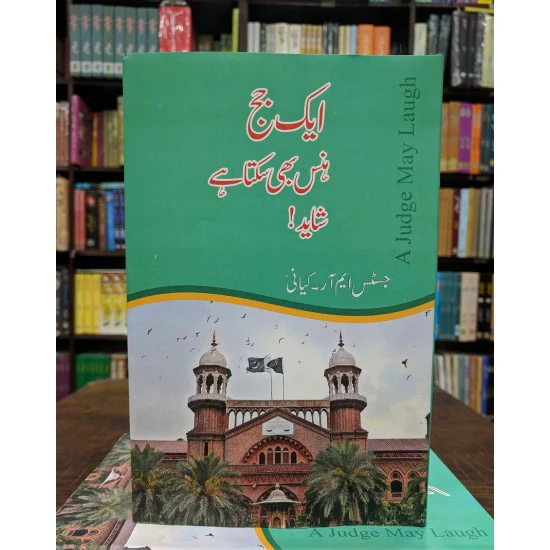 ایک جج
ہنس بھی سکتا ہے
شاید!
جسٹس ایم آر۔ کیانی
A Judge May Laugh
A Judge May Laugh